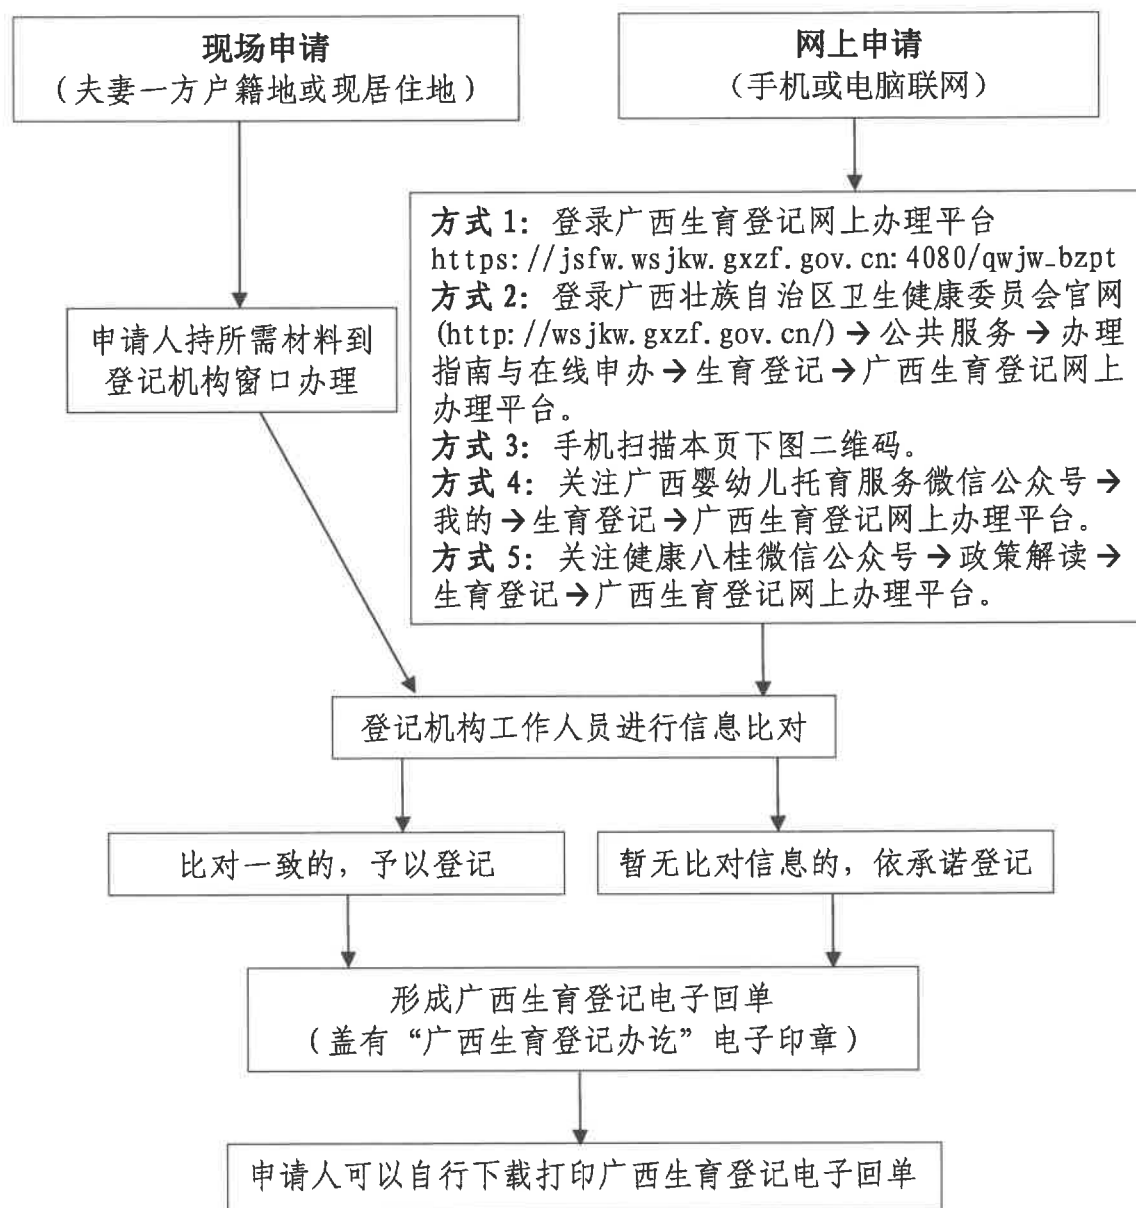 现场申请
（夫妻一方户籍地或现居住地）
网上申请
（手机或电脑联网）
申请人持所需材料到
登记机构窗口办理
方式 1：登录广西生育登记网上办理平台
https://jsfw.wsjkw.gxzf.gov.cn:4080/qwjw_bzpt
方式 2：登录广西壮族自治区卫生健康委员会官网
(http://wsjkw.gxzf.gov.cn/)→公共服务→办理
指南与在线申办→生育登记→广西生育登记网上
办理平台。
方式 3：手机扫描本页下图二维码。
方式 4：关注广西婴幼儿托育服务微信公众号→
我的→生育登记→广西生育登记网上办理平台。
方式 5：关注健康八桂微信公众号→政策解读→
生育登记→广西生育登记网上办理平台。
登记机构工作人员进行信息比对
比对一致的，予以登记
暂无比对信息的，依承诺登记
形成广西生育登记电子回单
（盖有“广西生育登记办讫”电子印章）
申请人可以自行下载打印广西生育登记电子回单